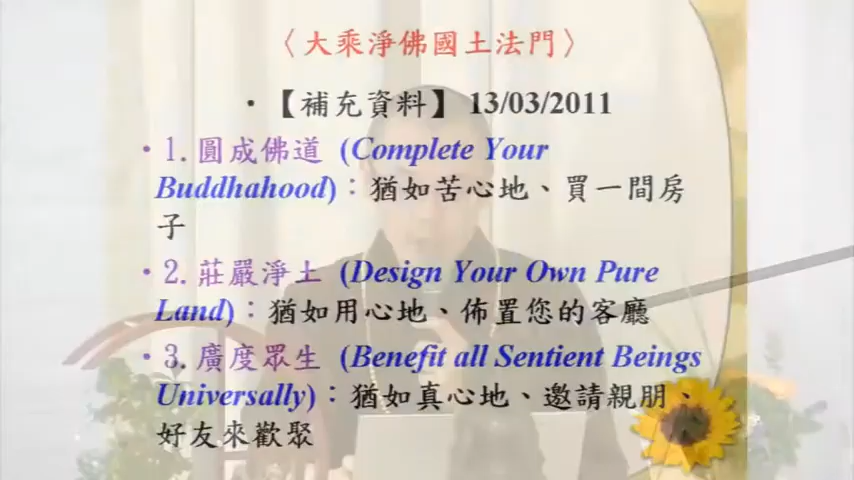 〈大乘淨佛國土法門〉
•【補充資料】 13/03/2011
• 1. 圓成佛道 (Complete Your
Buddhahood)：猶如苦心地、買一間房
子
• 2. 莊嚴淨土 (Design Your Own Pure
Land)：猶如用心地、佈置您的客廳
• 3. 廣度眾生 (Benefit all Sentient Beings
Universally)：猶如真心地、邀請親朋、
好友來歡聚